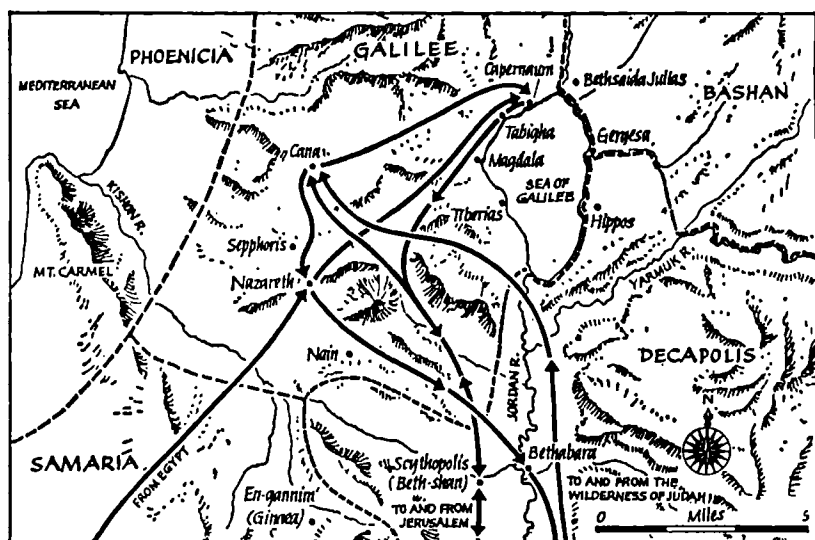 PHOENICIA
GALILEE
MEDITERRANEAN
SEA
Capernaum
Bethsaida Julias
BASHAN
Tabigha
Gergesa
Cana
Magdala
SEA OF
GALILEE
KISHON R.
Tiberias
Hippos
Sepphoris
MT. CARMEL
Nazareth
YARMUK R.
Nain
JORDAN R.
DECAPOLIS
N
SAMARIA
FROM EGYPT
Scythopolis
(Beth-shan)
Bethabara
En-gannim
(Ginnea)
TO AND FROM
JERUSALEM
TO AND FROM THE
WILDERNESS OF JUDAH
0 Miles 5